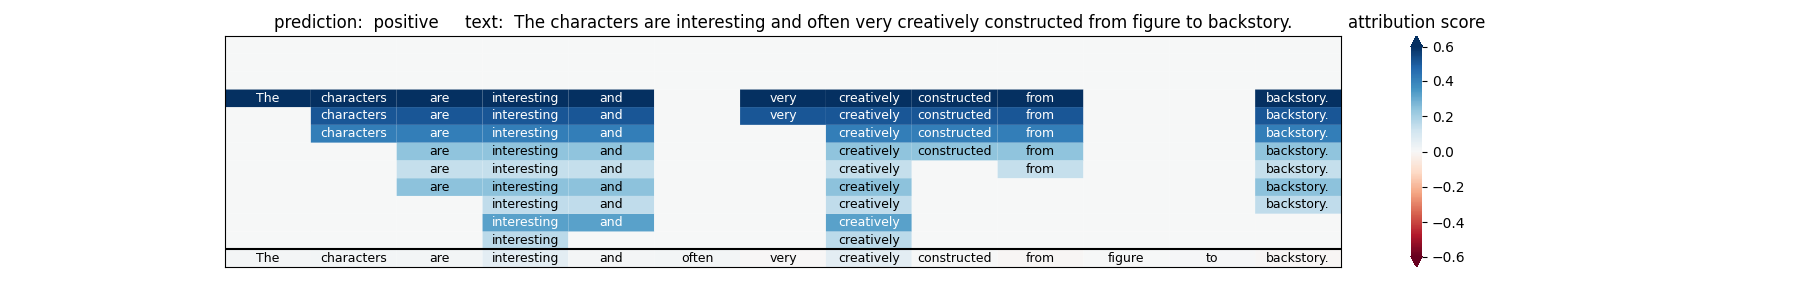 prediction:  positive     text:  The characters are interesting and often very creatively constructed from figure to backstory.     attribution score
The characters are interesting and very creatively constructed from backstory.
characters are interesting and very creatively constructed from backstory.
characters are interesting and creatively constructed from backstory.
are interesting and creatively constructed from backstory.
are interesting and creatively from backstory.
are interesting and creatively backstory.
interesting and creatively backstory.
interesting and creatively
interesting creatively
The characters are interesting and often very creatively constructed from figure to backstory.
0.6
0.4
0.2
0.0
−0.2
−0.4
−0.6